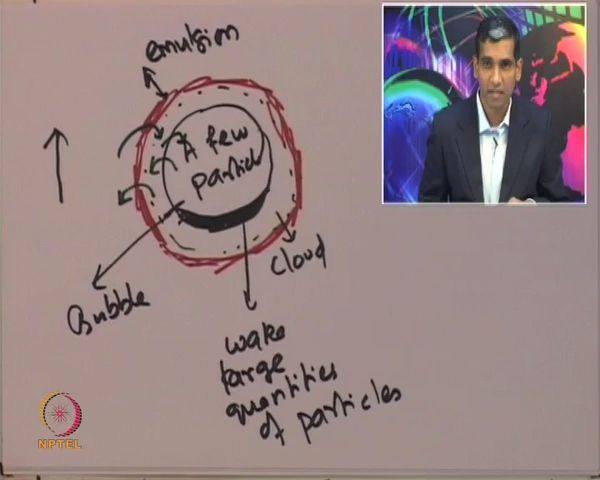 emulsion
A few
particle
Bubble
cloud
wake
large
quantities
of particles
NPTEL